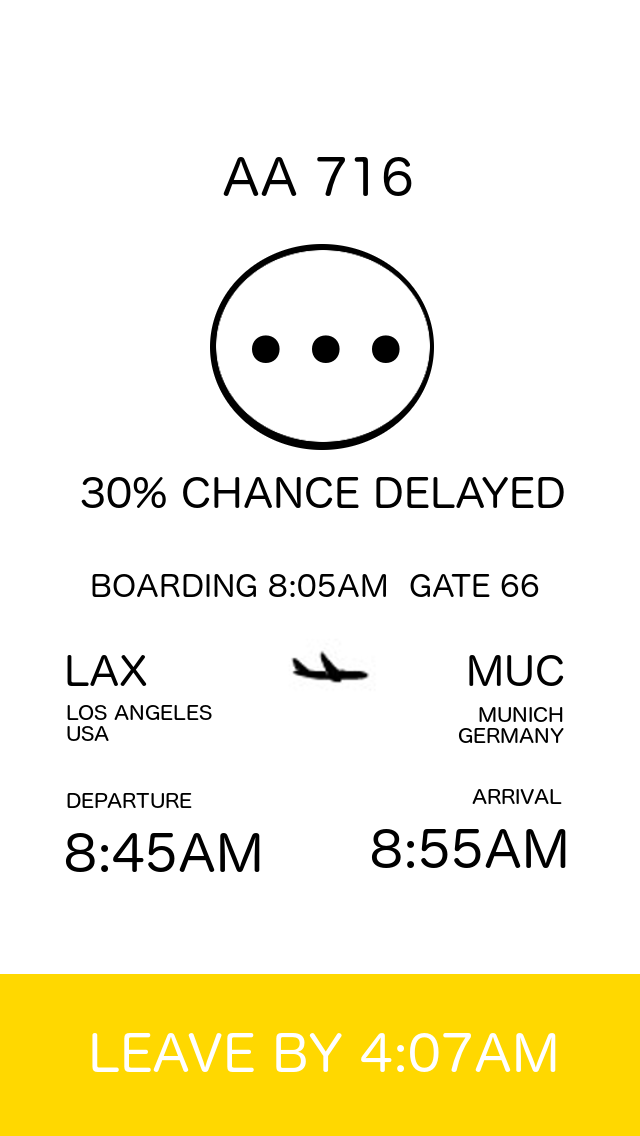 AA 716
30% CHANCE DELAYED
BOARDING 8:05AM GATE 66
LAX MUC
LOS ANGELES MUNICH
USA GERMANY
DEPARTURE ARRIVAL
8:45AM 8:55AM
LEAVE BY 4:07AM